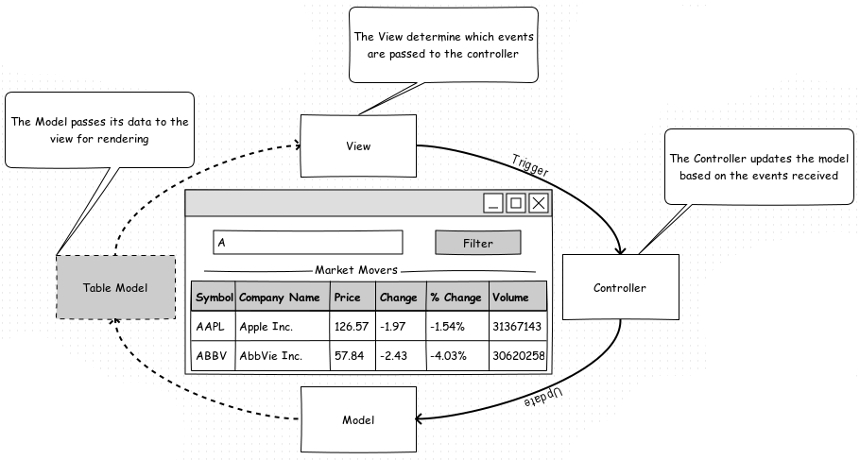 The View determine which events
are passed to the controller
The Model passes its data to the
view for rendering
View
Trigger
The Controller updates the model
based on the events received
A
Filter
Market Movers
Table Model
Controller
Symbol Company Name Price Change % Change Volume
AAPL Apple Inc. 126.57 -1.97 -1.54% 31367143
ABBV AbbVie Inc. 57.84 -2.43 -4.03% 30620258
Update
Model